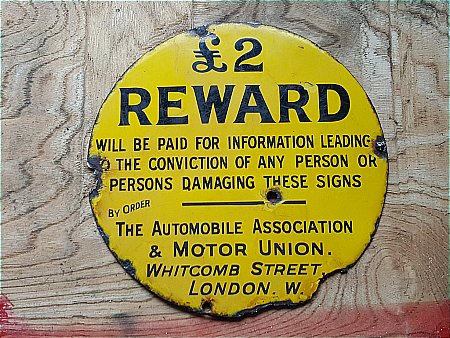 £2
REWARD
WILL BE PAID FOR INFORMATION LEADING
TO THE CONVICTION OF ANY PERSON OR
PERSONS DAMAGING THESE SIGNS
BY ORDER
THE AUTOMOBILE ASSOCIATION
& MOTOR UNION.
WHITCOMB STREET,
LONDON. W.